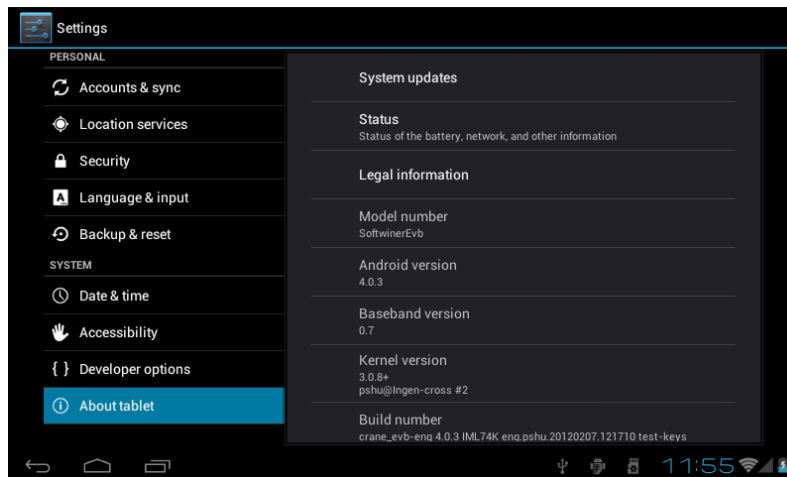 Settings
PERSONAL
Accounts & sync
Location services
Security
Language & input
Backup & reset
SYSTEM
Date & time
Accessibility
{ } Developer options
About tablet
System updates
Status
Status of the battery, network, and other information
Legal information
Model number
SoftwinerEvb
Android version
4.0.3
Baseband version
0.7
Kernel version
3.0.8+
pshu@Ingen-cross #2
Build number
crane_evb-eng 4.0.3 IML74K eng.pshu.20120207.121710 test-keys
11:55